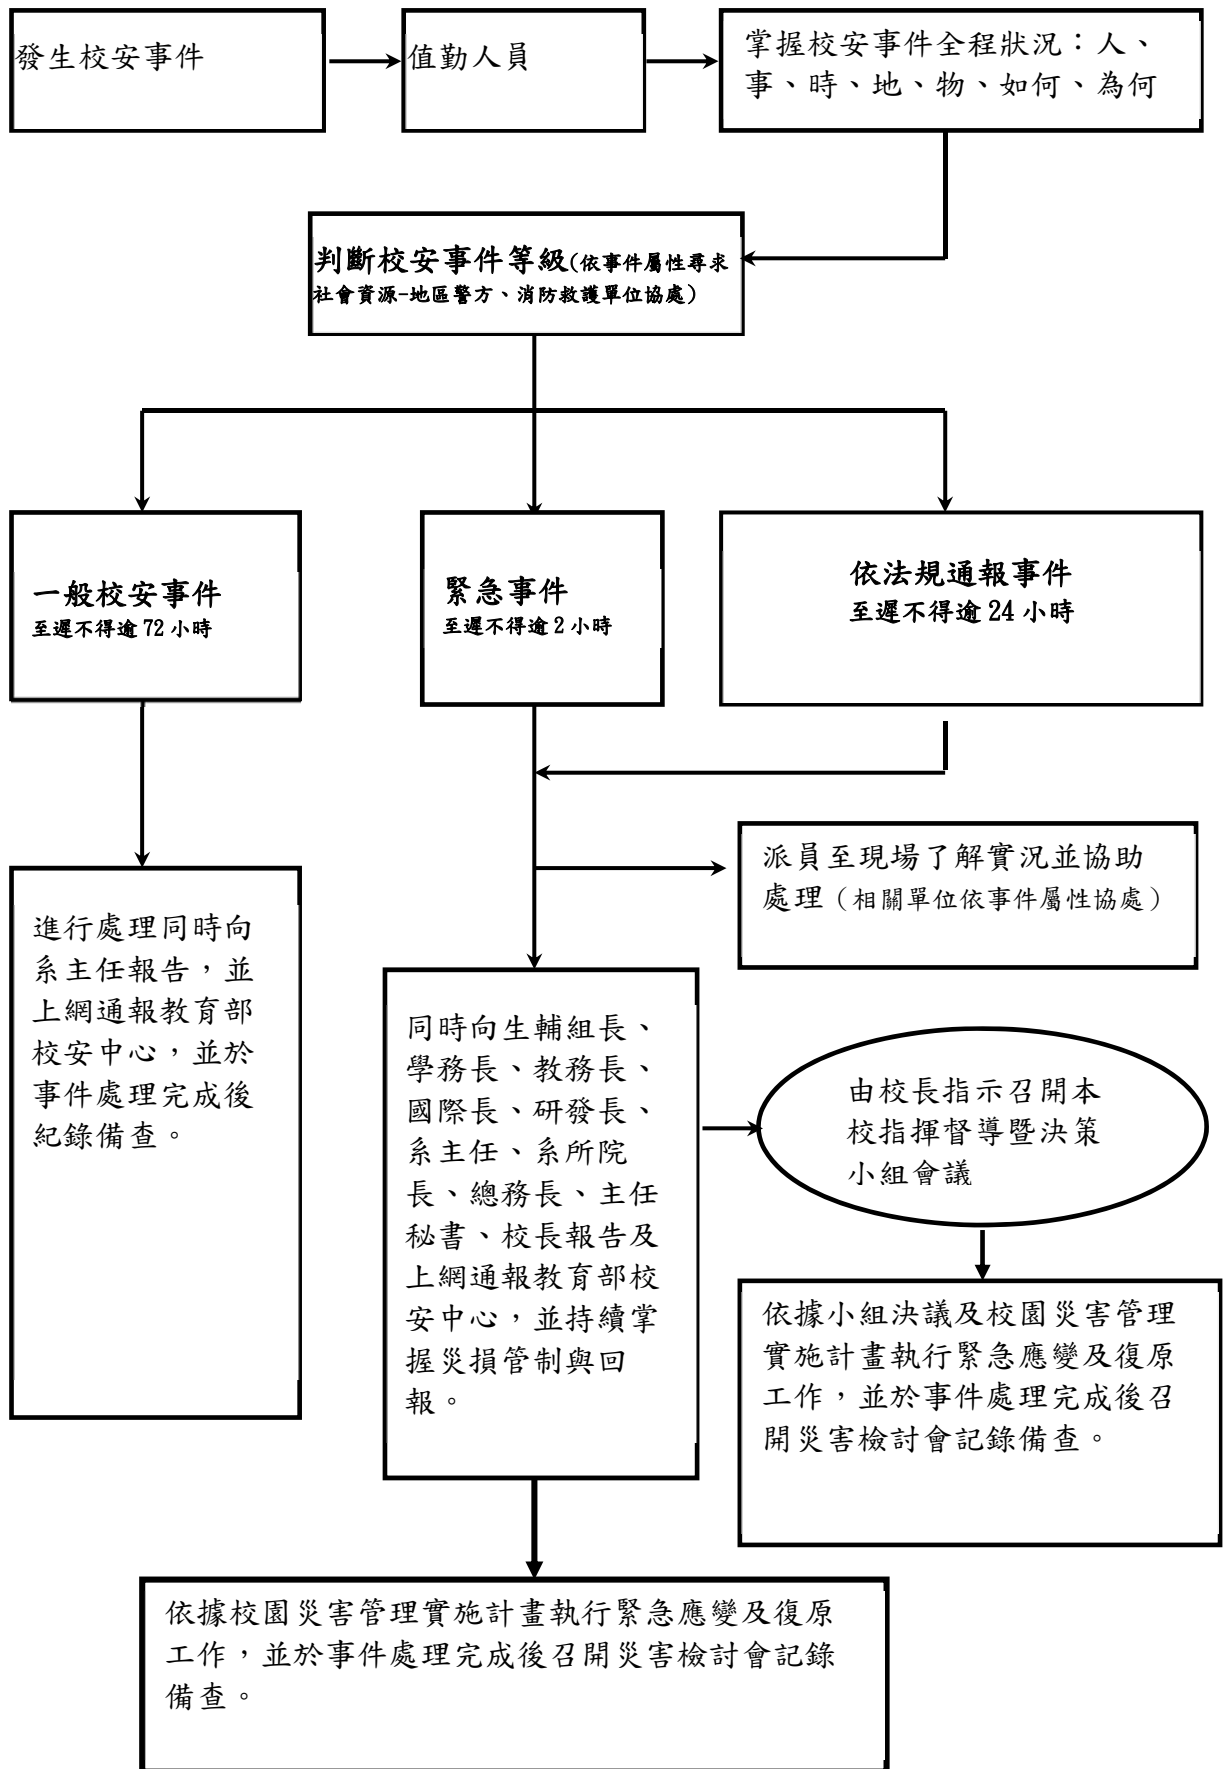 發生校安事件
值勤人員
掌握校安事件全程狀況：人、
事、時、地、物、如何、為何
判斷校安事件等級(依事件屬性尋求
社會資源-地區警方、消防救護單位協處)
一般校安事件
至遲不得逾 72 小時
緊急事件
至遲不得逾 2 小時
依法規通報事件
至遲不得逾 24 小時
派員至現場了解實況並協助
處理（相關單位依事件屬性協處）
進行處理同時向
系主任報告，並
上網通報教育部
校安中心，並於
事件處理完成後
紀錄備查。
同時向生輔組長、
學務長、教務長、
國際長、研發長、
系主任、系所院
長、總務長、主任
秘書、校長報告及
上網通報教育部校
安中心，並持續掌
握災損管制與回
報。
由校長指示召開本
校指揮督導暨決策
小組會議
依據小組決議及校園災害管理
實施計畫執行緊急應變及復原
工作，並於事件處理完成後召
開災害檢討會記錄備查。
依據校園災害管理實施計畫執行緊急應變及復原
工作，並於事件處理完成後召開災害檢討會記錄
備查。